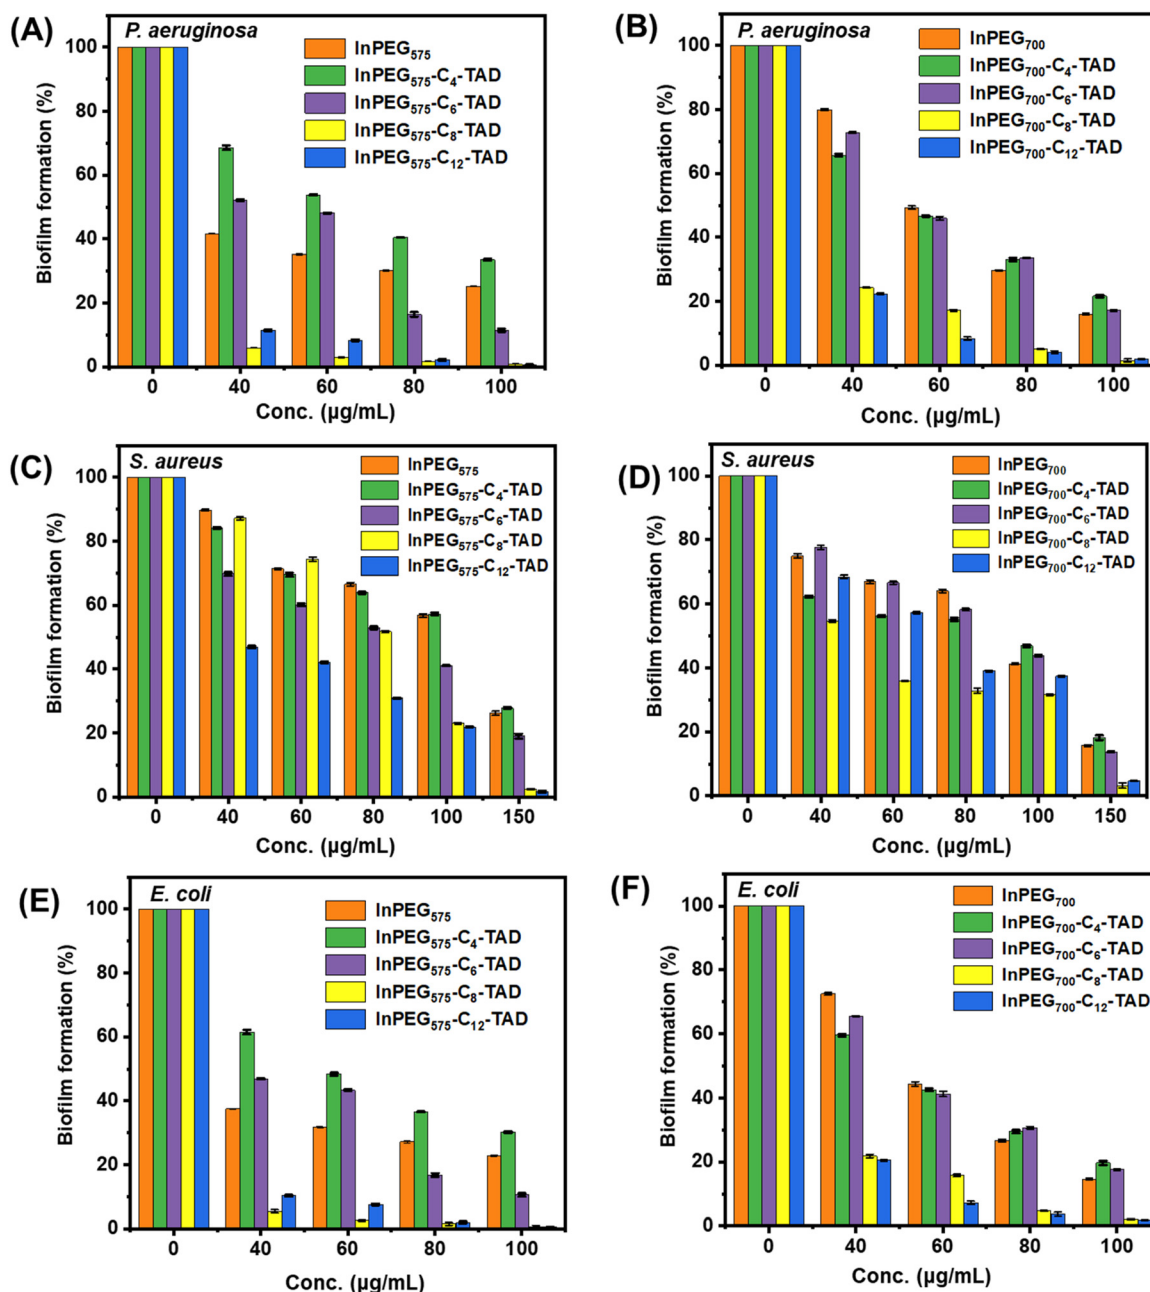 (A)
P. aeruginosa
InPEG₅₇₅
InPEG₅₇₅-C₄-TAD
InPEG₅₇₅-C₆-TAD
InPEG₅₇₅-C₈-TAD
InPEG₅₇₅-C₁₂-TAD
Biofilm formation (%)
100
80
60
40
20
0
0 40 60 80 100
Conc. (µg/mL)
(B)
P. aeruginosa
InPEG₇₀₀
InPEG₇₀₀-C₄-TAD
InPEG₇₀₀-C₆-TAD
InPEG₇₀₀-C₈-TAD
InPEG₇₀₀-C₁₂-TAD
Biofilm formation (%)
100
80
60
40
20
0
0 40 60 80 100
Conc. (µg/mL)
(C)
S. aureus
InPEG₅₇₅
InPEG₅₇₅-C₄-TAD
InPEG₅₇₅-C₆-TAD
InPEG₅₇₅-C₈-TAD
InPEG₅₇₅-C₁₂-TAD
Biofilm formation (%)
100
80
60
40
20
0
0 40 60 80 100 150
Conc. (µg/mL)
(D)
S. aureus
InPEG₇₀₀
InPEG₇₀₀-C₄-TAD
InPEG₇₀₀-C₆-TAD
InPEG₇₀₀-C₈-TAD
InPEG₇₀₀-C₁₂-TAD
Biofilm formation (%)
100
80
60
40
20
0
0 40 60 80 100 150
Conc. (µg/mL)
(E)
E. coli
InPEG₅₇₅
InPEG₅₇₅-C₄-TAD
InPEG₅₇₅-C₆-TAD
InPEG₅₇₅-C₈-TAD
InPEG₅₇₅-C₁₂-TAD
Biofilm formation (%)
100
80
60
40
20
0
0 40 60 80 100
Conc. (µg/mL)
(F)
E. coli
InPEG₇₀₀
InPEG₇₀₀-C₄-TAD
InPEG₇₀₀-C₆-TAD
InPEG₇₀₀-C₈-TAD
InPEG₇₀₀-C₁₂-TAD
Biofilm formation (%)
100
80
60
40
20
0
0 40 60 80 100
Conc. (µg/mL)